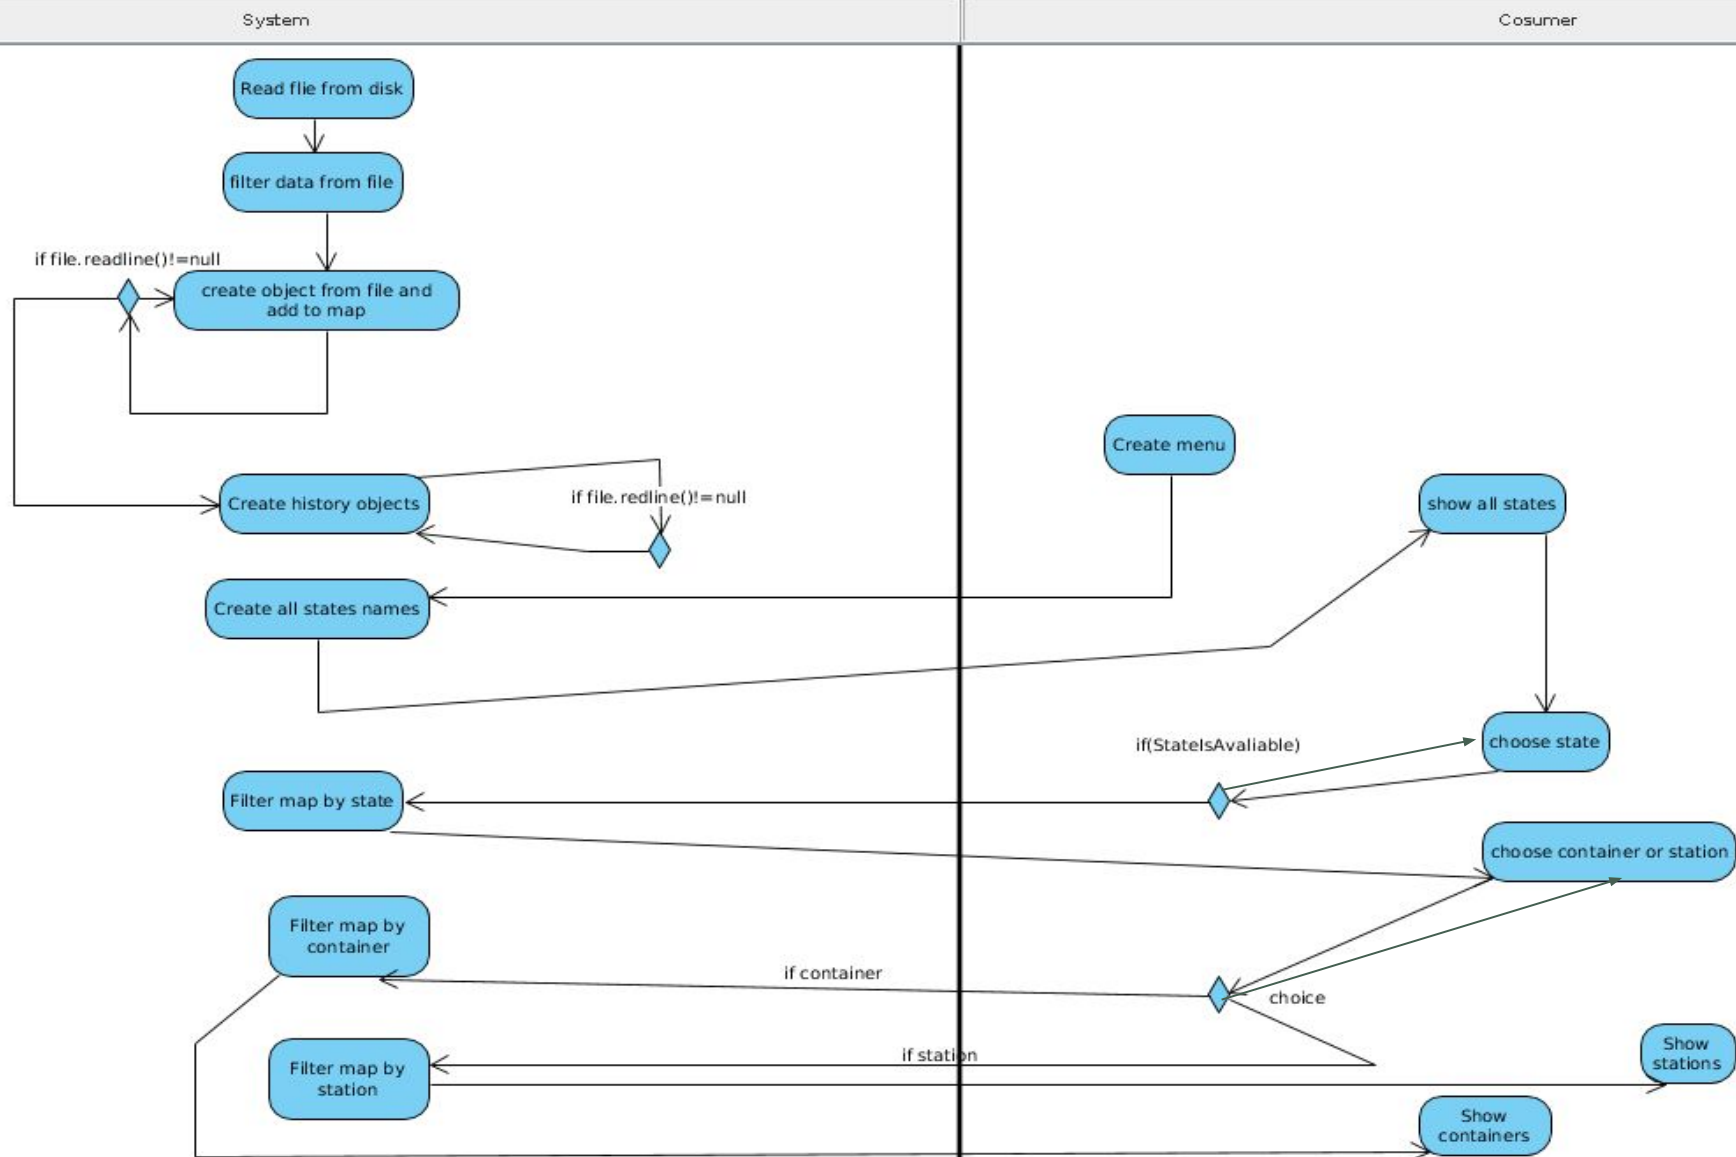 System
Cosumer
Read flie from disk
filter data from file
if file.readline()!=null
create object from file and
add to map
Create menu
Create history objects
if file.redline()!=null
show all states
Create all states names
choose state
if(StateIsAvaliable)
Filter map by state
choose container or station
Filter map by
container
if container
choice
if station
Show
stations
Filter map by
station
Show
containers